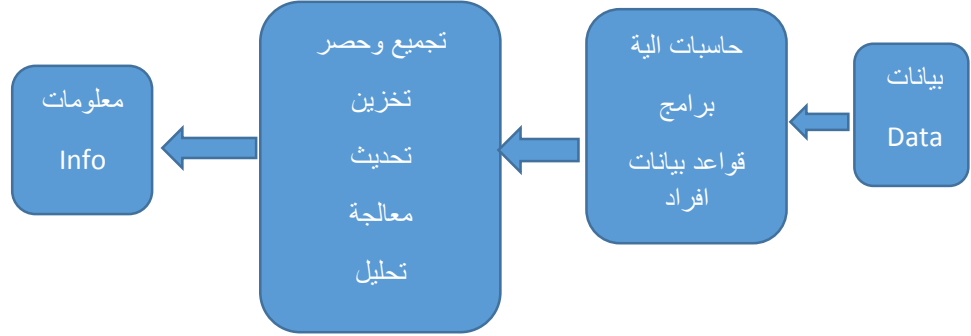 بيانات
Data
حاسبات الية
برامج
قواعد بيانات
افراد
تجميع وحصر
تخزين
تحديث
معالجة
تحليل
معلومات
Info